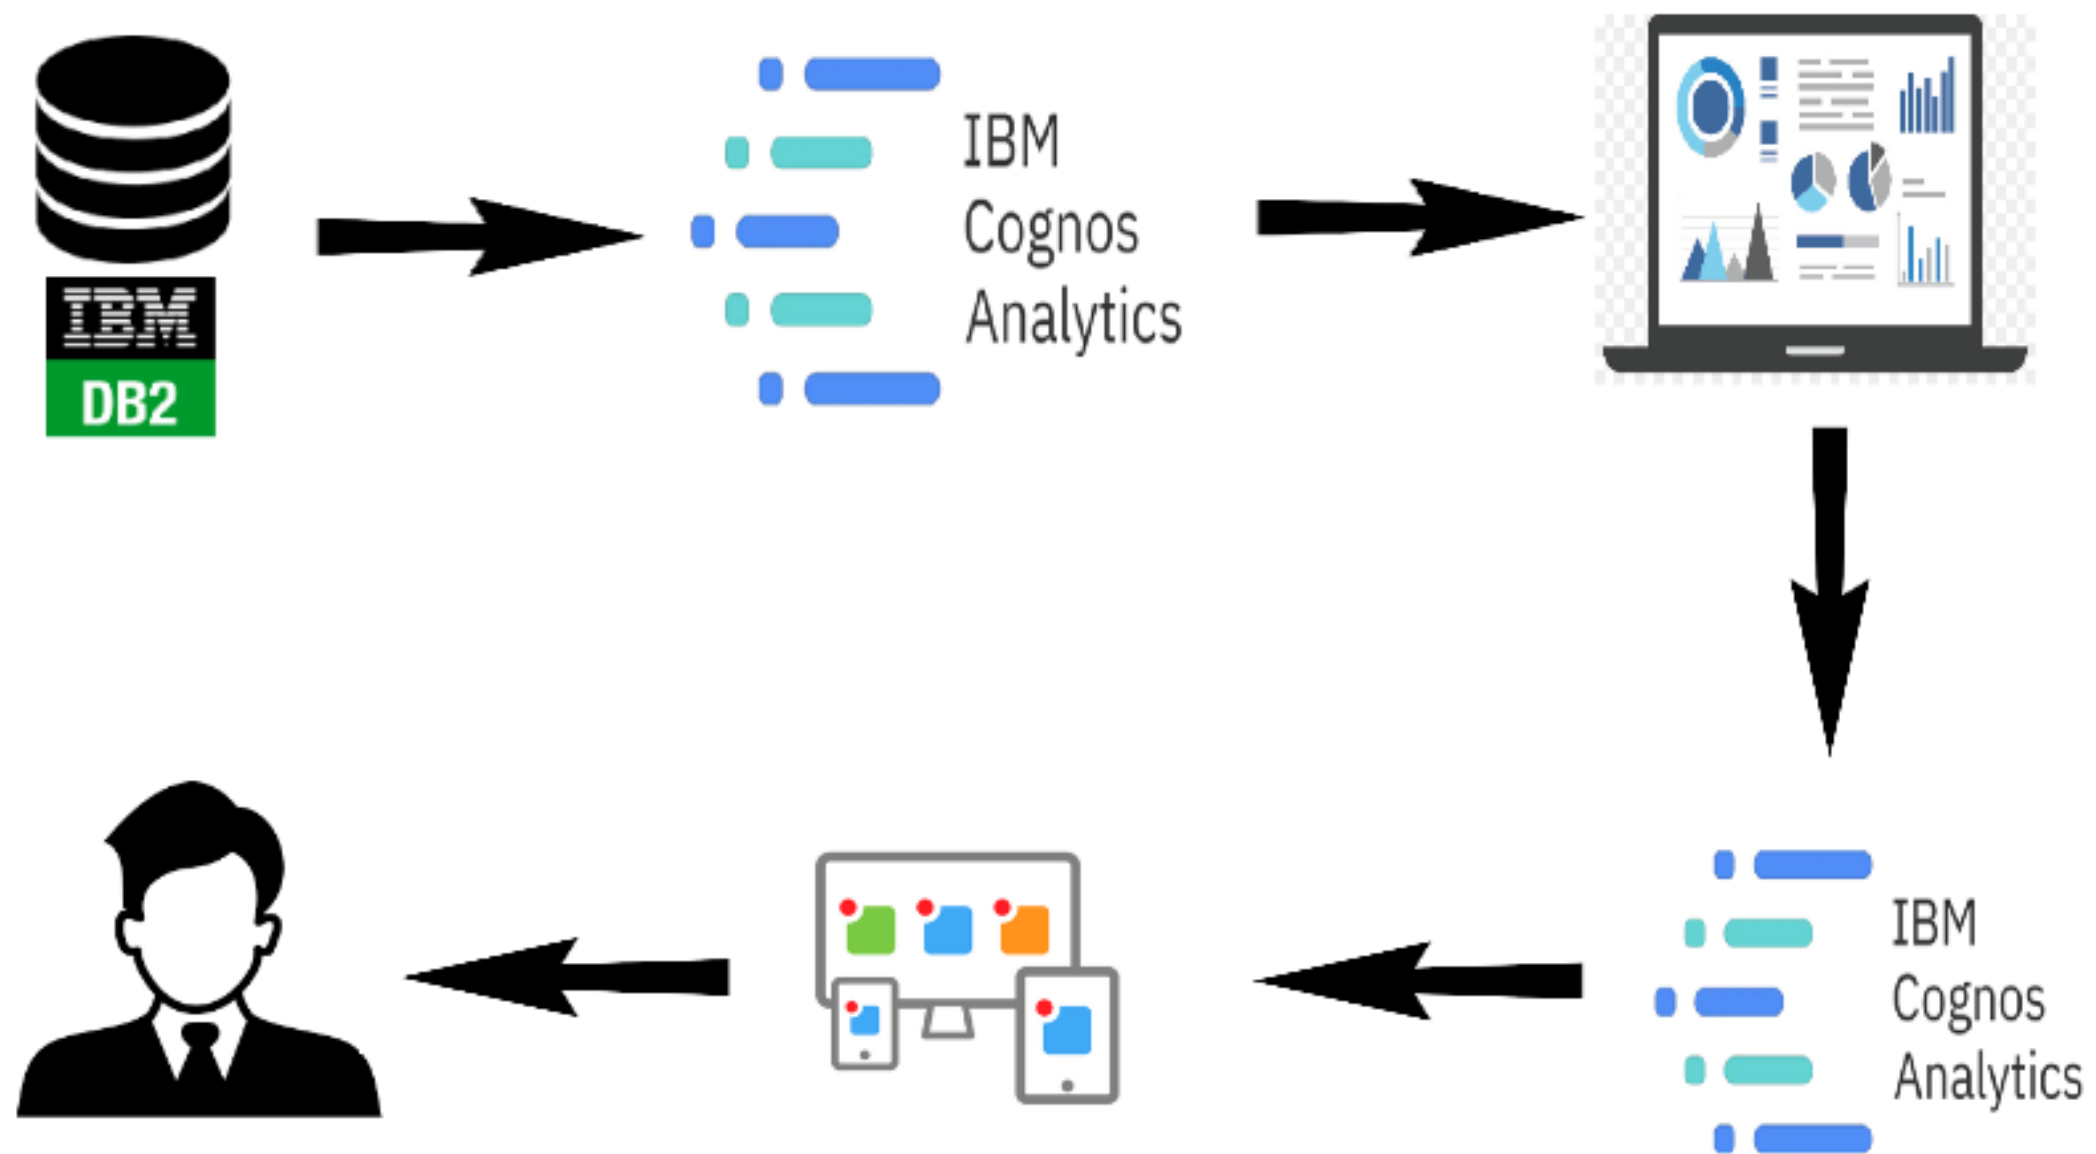 IBM
DB2
IBM
Cognos
Analytics
IBM
Cognos
Analytics